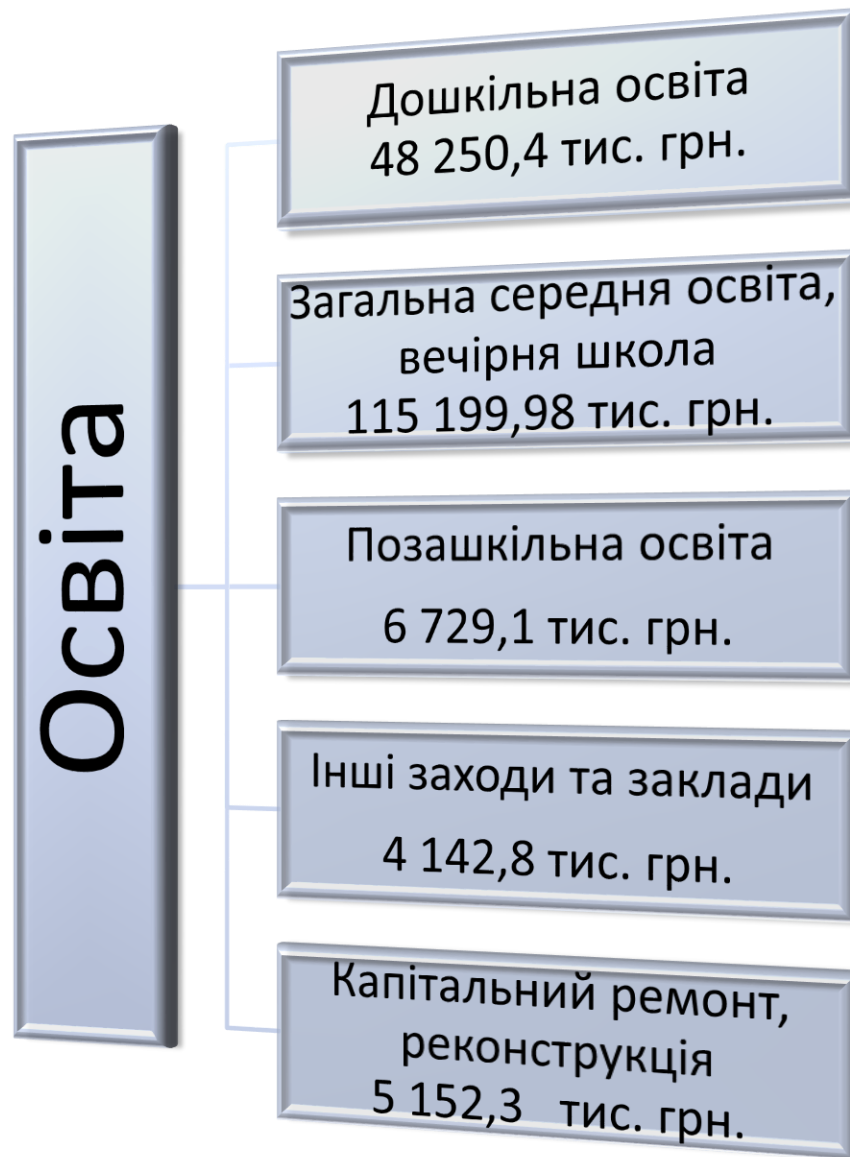 Освіта
Дошкільна освіта
48 250,4 тис. грн.
Загальна середня освіта,
вечірня школа
115 199,98 тис. грн.
Позашкільна освіта
6 729,1 тис. грн.
Інші заходи та заклади
4 142,8 тис. грн.
Капітальний ремонт,
реконструкція
5 152,3 тис. грн.